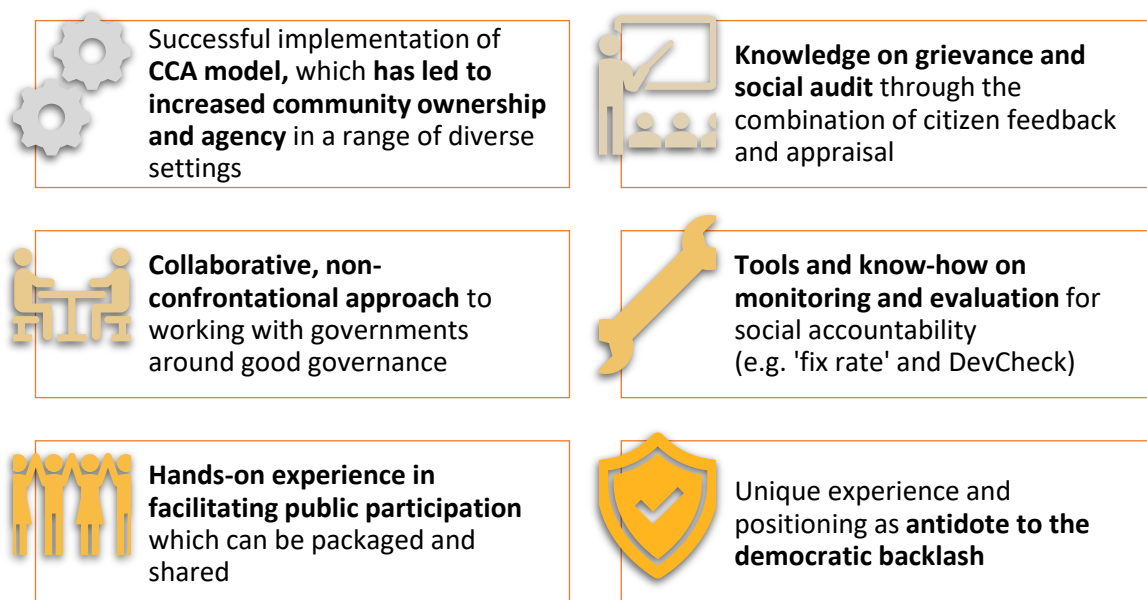 Successful implementation of
CCA model, which has led to
increased community ownership
and agency in a range of diverse
settings
Knowledge on grievance and
social audit through the
combination of citizen feedback
and appraisal
Collaborative, non-
confrontational approach to
working with governments
around good governance
Tools and know-how on
monitoring and evaluation for
social accountability
(e.g. 'fix rate' and DevCheck)
Hands-on experience in
facilitating public participation
which can be packaged and
shared
Unique experience and
positioning as antidote to the
democratic backlash